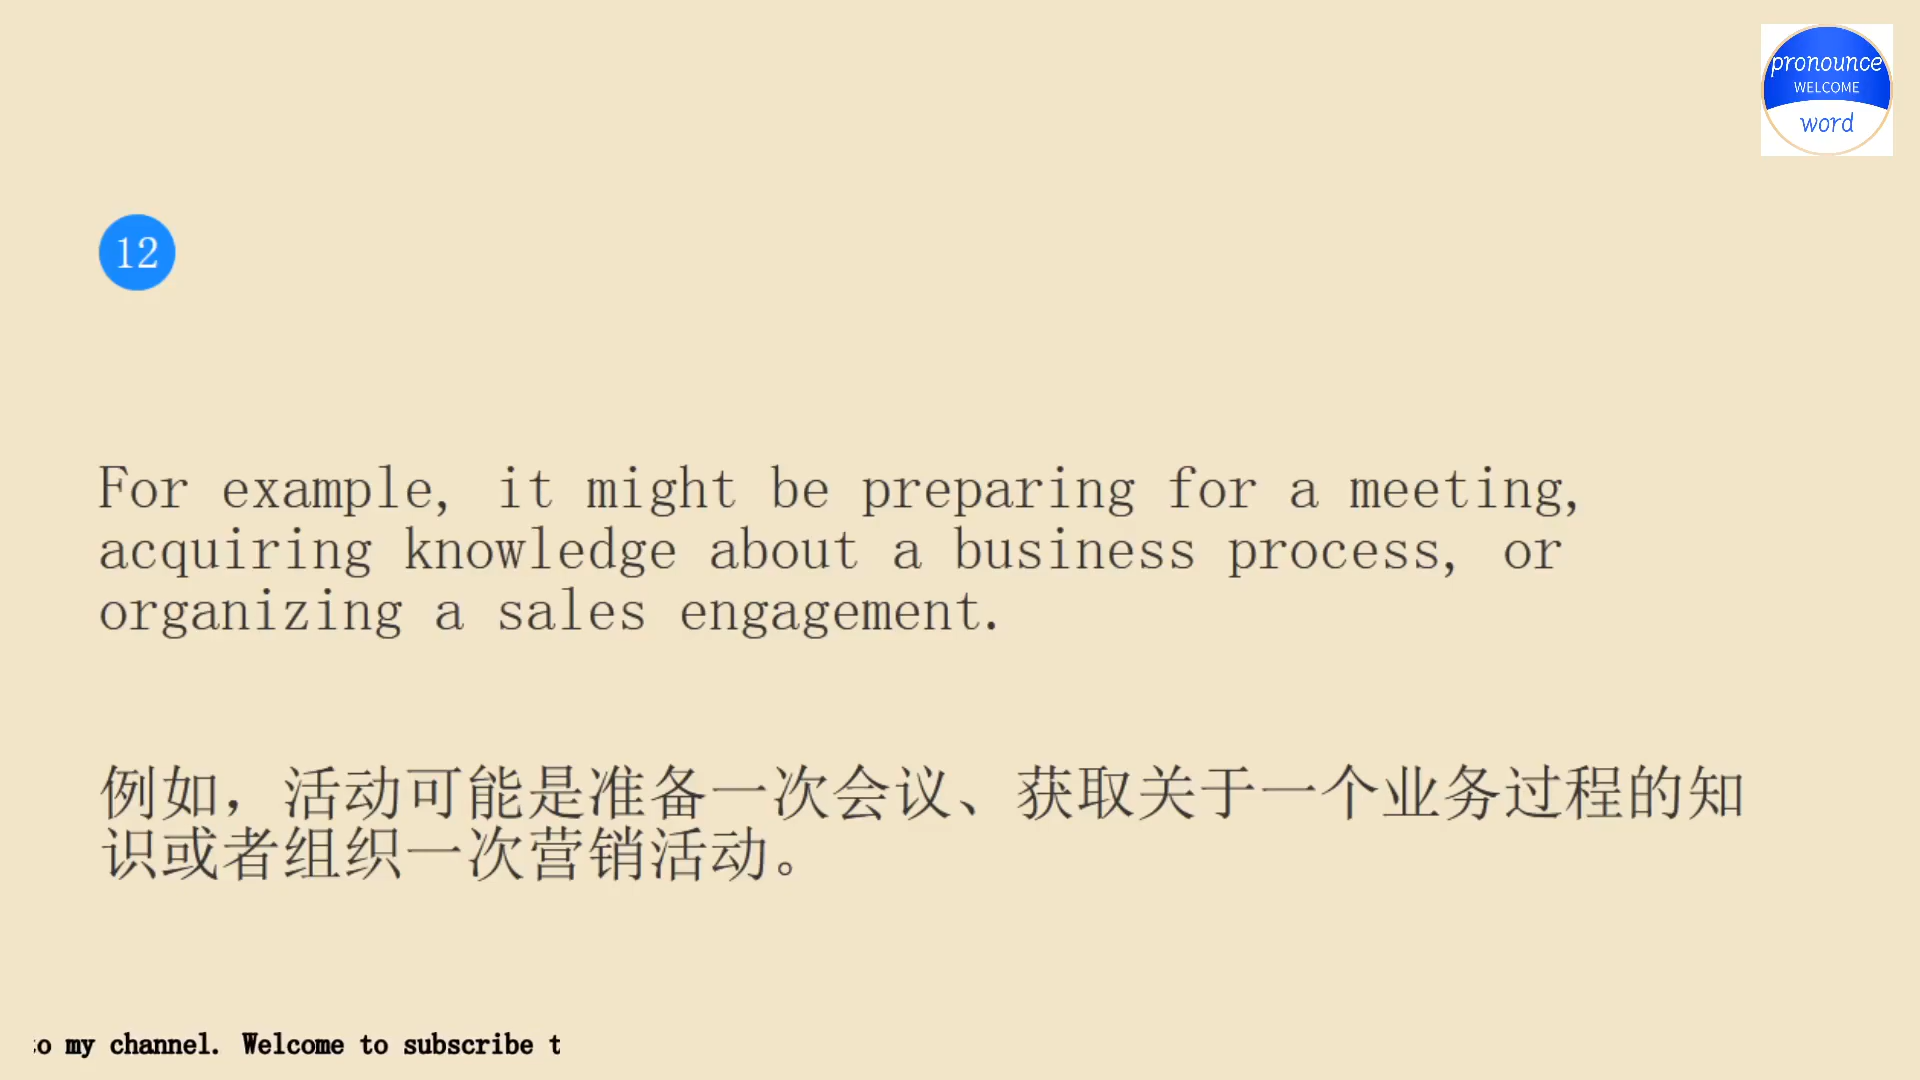 pronounce
WELCOME
word
12
For example, it might be preparing for a meeting,
acquiring knowledge about a business process, or
organizing a sales engagement.
例如，活动可能是准备一次会议、获取关于一个业务过程的知
识或者组织一次营销活动。
to my channel. Welcome to subscribe t